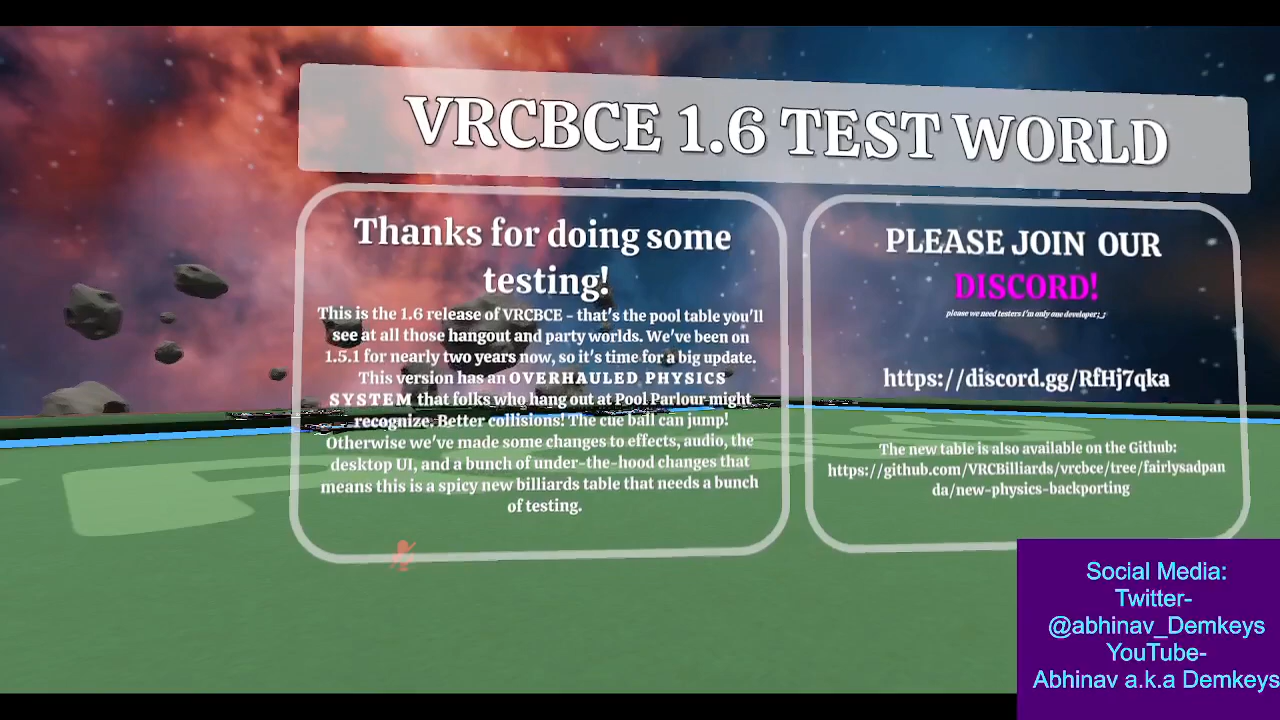 VRCBCE 1.6 TEST WORLD
Thanks for doing some
testing!
This is the 1.6 release of VRCBCE - that's the pool table you'll
see at all those hangout and party worlds. We've been on
1.5.1 for nearly two years now, so it's time for a big update.
This version has an OVERHAULED PHYSICS
SYSTEM that folks who hang out at Pool Parlour might
recognize. Better collisions! The cue ball can jump!
Otherwise we've made some changes to effects, audio, the
desktop UI, and a bunch of under-the-hood changes that
means this is a spicy new billiards table that needs a bunch
of testing.
PLEASE JOIN OUR
DISCORD!
please we need testers i'm only one developer ;_;
https://discord.gg/RfHj7qka
The new table is also available on the Github:
https://github.com/VRCBilliards/vrcbce/tree/fairlysadpan
da/new-physics-backporting
Social Media:
Twitter-
@abhinav_Demkeys
YouTube-
Abhinav a.k.a Demkeys